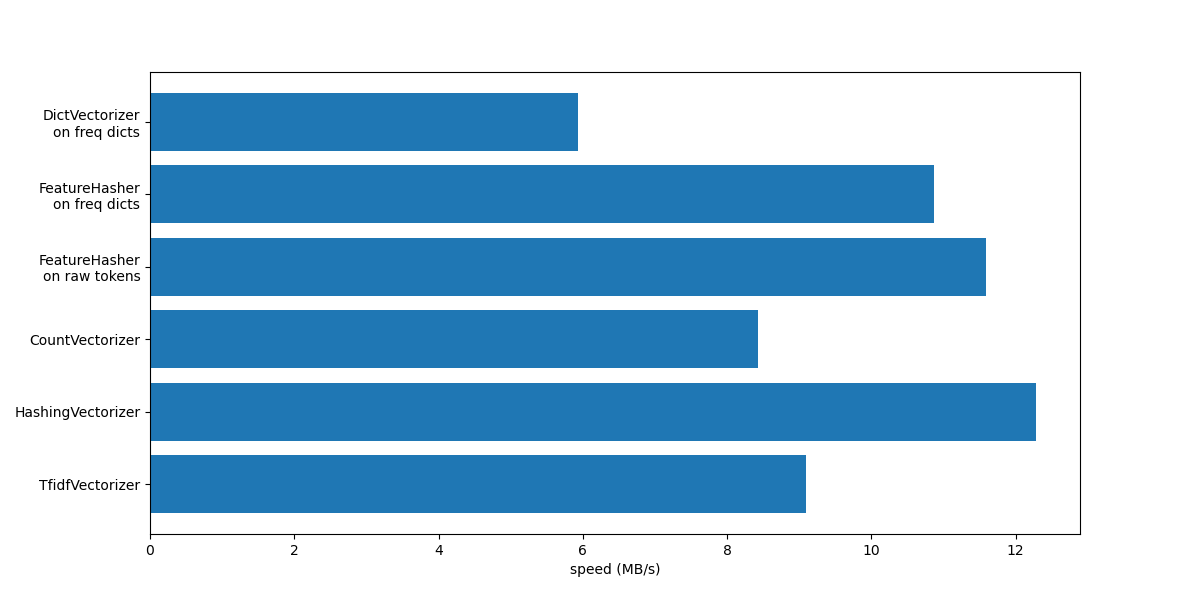 DictVectorizer
on freq dicts
FeatureHasher
on freq dicts
FeatureHasher
on raw tokens
CountVectorizer
HashingVectorizer
TfidfVectorizer
0 2 4 6 8 10 12
speed (MB/s)